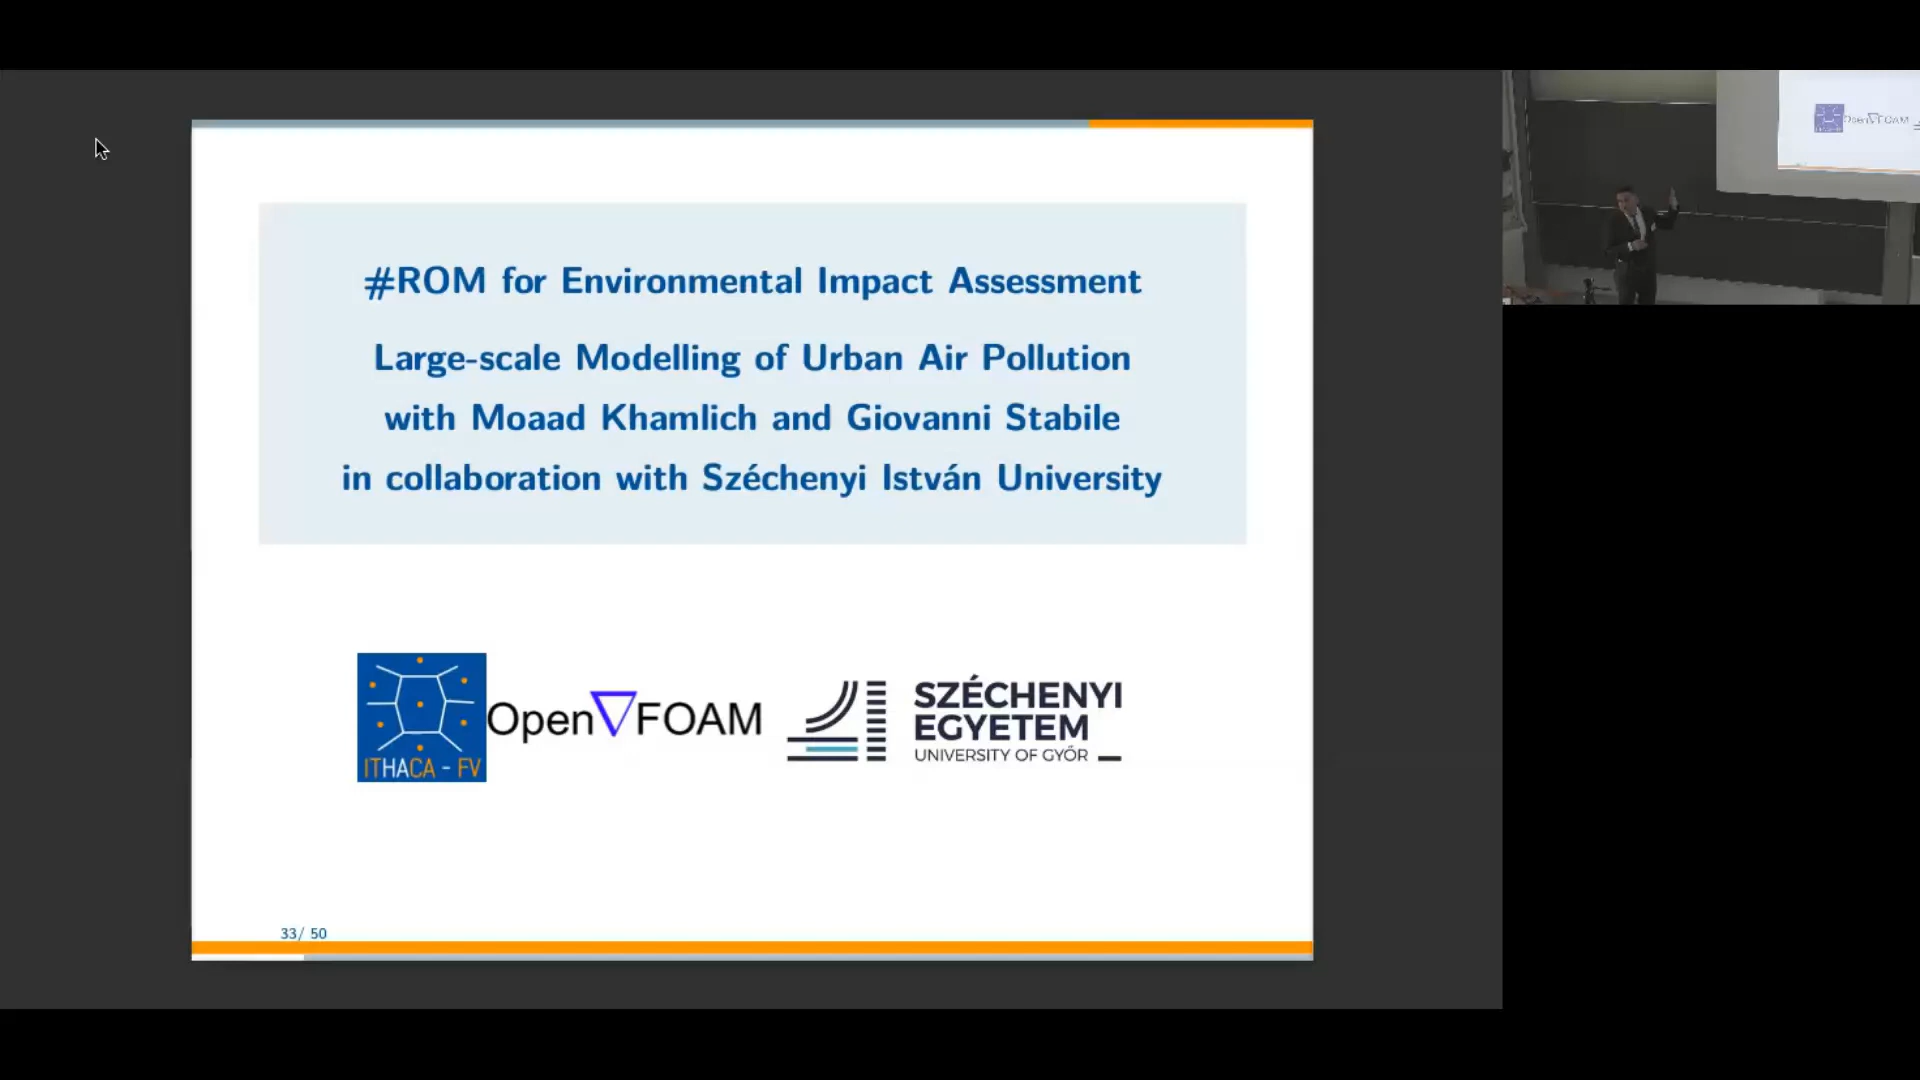 #ROM for Environmental Impact Assessment
Large-scale Modelling of Urban Air Pollution
with Moaad Khamlich and Giovanni Stabile
in collaboration with Széchenyi István University
ITHACA - FV
Open∇FOAM
SZÉCHENYI
EGYETEM
UNIVERSITY OF GYŐR
33/ 50
OpenFOAM